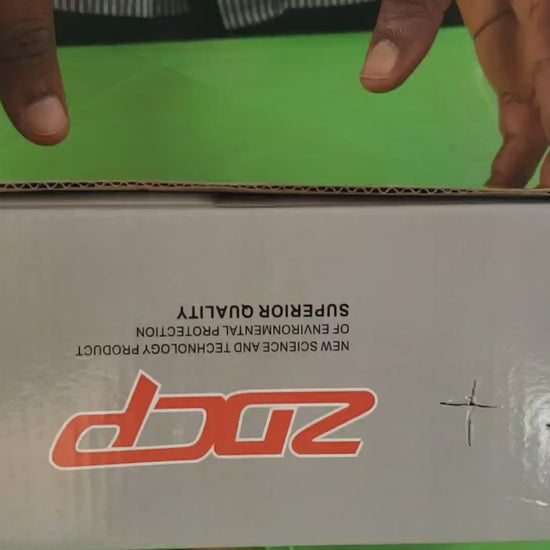 ZDCP
NEW SCIENCE AND TECHNOLOGY PRODUCT
OF ENVIRONMENTAL PROTECTION
SUPERIOR QUALITY